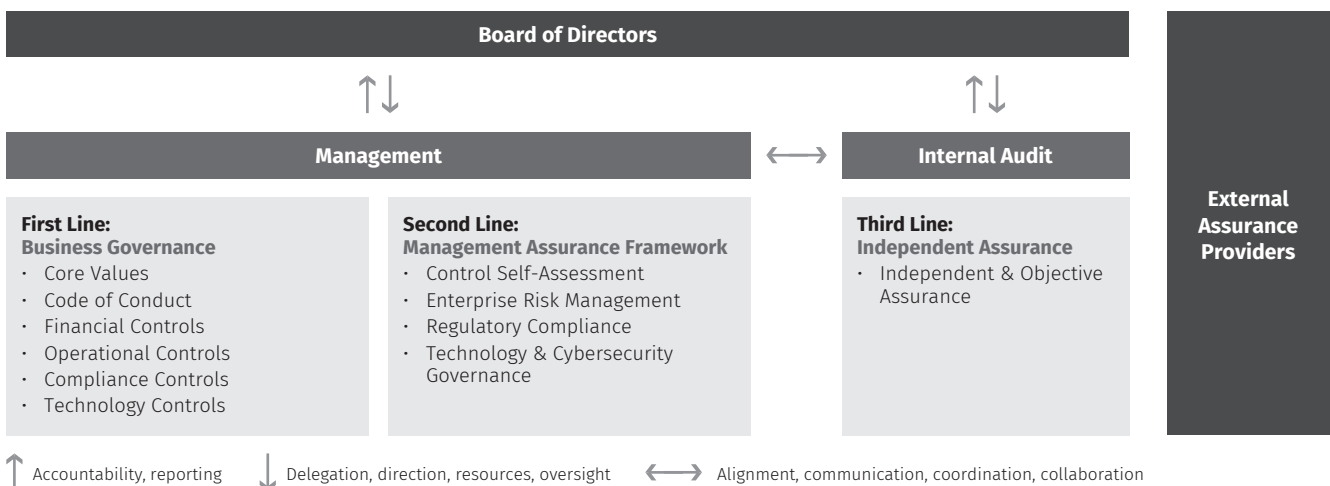 Board of Directors
Management
Internal Audit
First Line:
Business Governance
· Core Values
· Code of Conduct
· Financial Controls
· Operational Controls
· Compliance Controls
· Technology Controls
Second Line:
Management Assurance Framework
· Control Self-Assessment
· Enterprise Risk Management
· Regulatory Compliance
· Technology & Cybersecurity
Governance
Third Line:
Independent Assurance
· Independent & Objective
Assurance
External
Assurance
Providers
Accountability, reporting
Delegation, direction, resources, oversight
Alignment, communication, coordination, collaboration